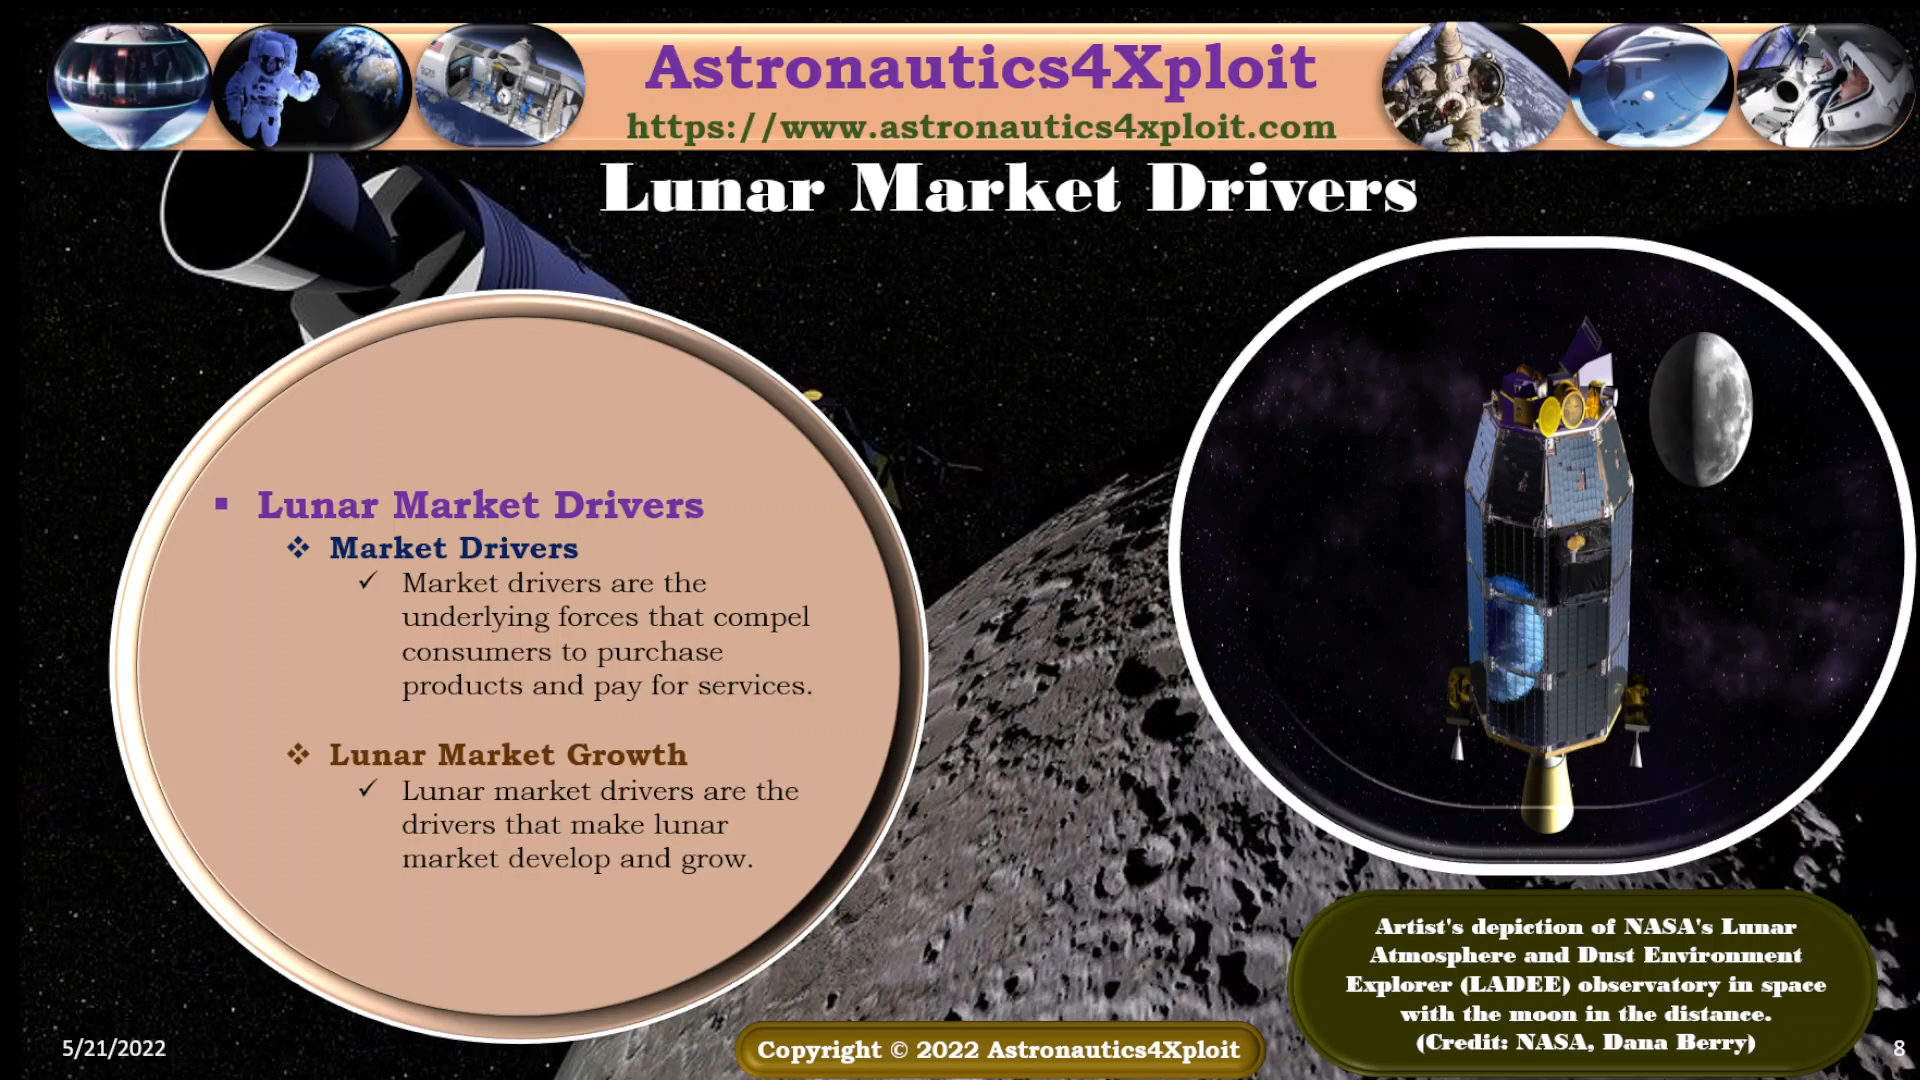 Astronautics4Xploit
https://www.astronautics4xploit.com
Lunar Market Drivers
▪ Lunar Market Drivers
❖ Market Drivers
✓ Market drivers are the
underlying forces that compel
consumers to purchase
products and pay for services.
❖ Lunar Market Growth
✓ Lunar market drivers are the
drivers that make lunar
market develop and grow.
Artist's depiction of NASA's Lunar
Atmosphere and Dust Environment
Explorer (LADEE) observatory in space
with the moon in the distance.
(Credit: NASA, Dana Berry)
5/21/2022
Copyright © 2022 Astronautics4Xploit
8